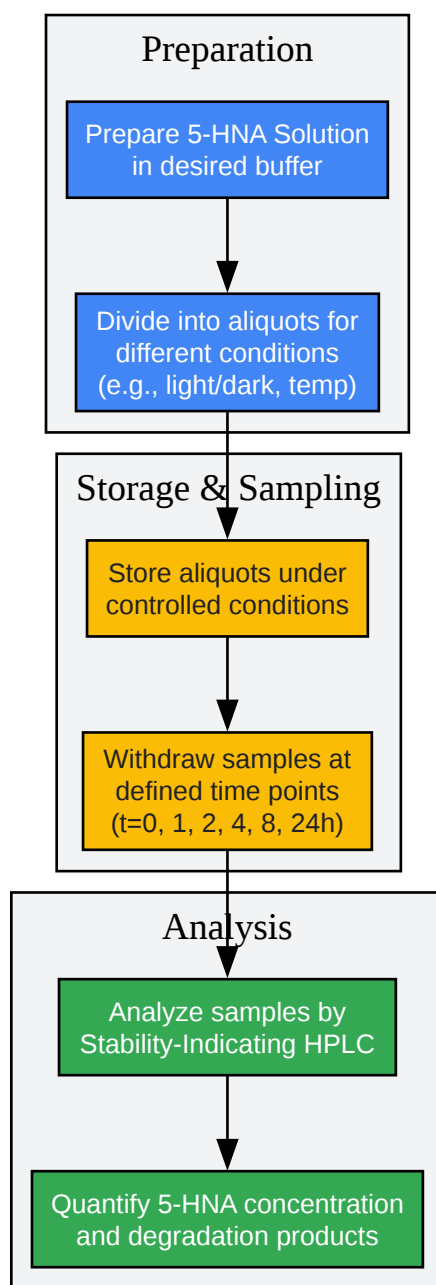 Preparation
Prepare 5-HNA Solution
in desired buffer
Divide into aliquots for
different conditions
(e.g., light/dark, temp)
Storage & Sampling
Store aliquots under
controlled conditions
Withdraw samples at
defined time points
(t=0, 1, 2, 4, 8, 24h)
Analysis
Analyze samples by
Stability-Indicating HPLC
Quantify 5-HNA concentration
and degradation products